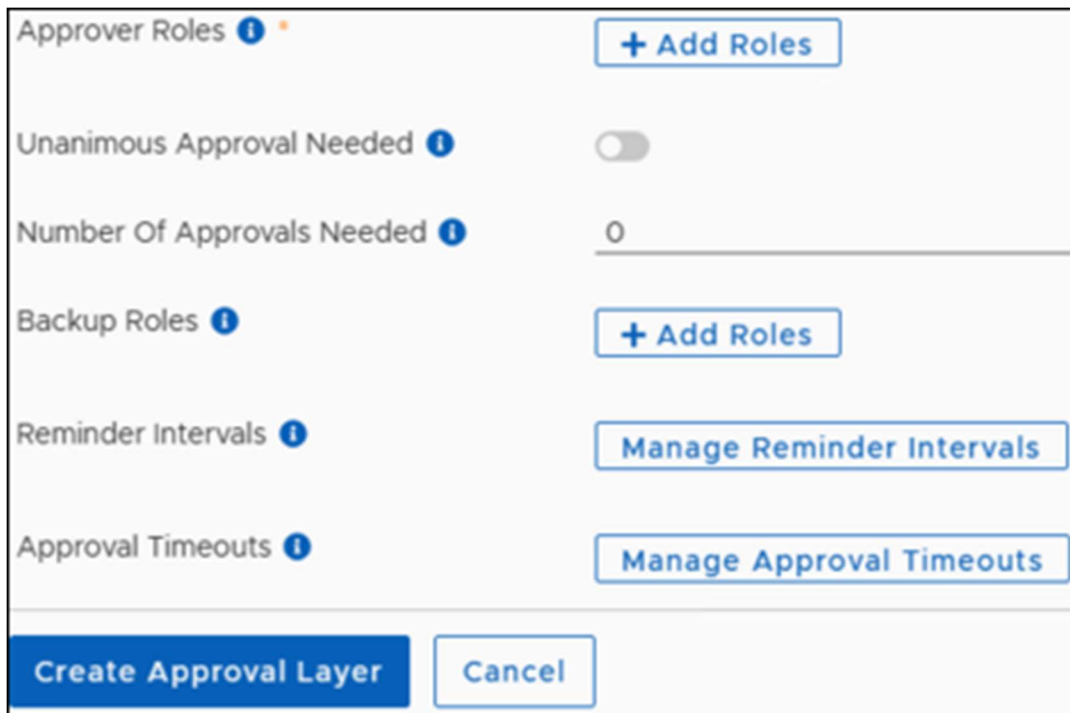 Approver Roles i * + Add Roles
Unanimous Approval Needed i
Number Of Approvals Needed i 0
Backup Roles i + Add Roles
Reminder Intervals i Manage Reminder Intervals
Approval Timeouts i Manage Approval Timeouts
Create Approval Layer Cancel